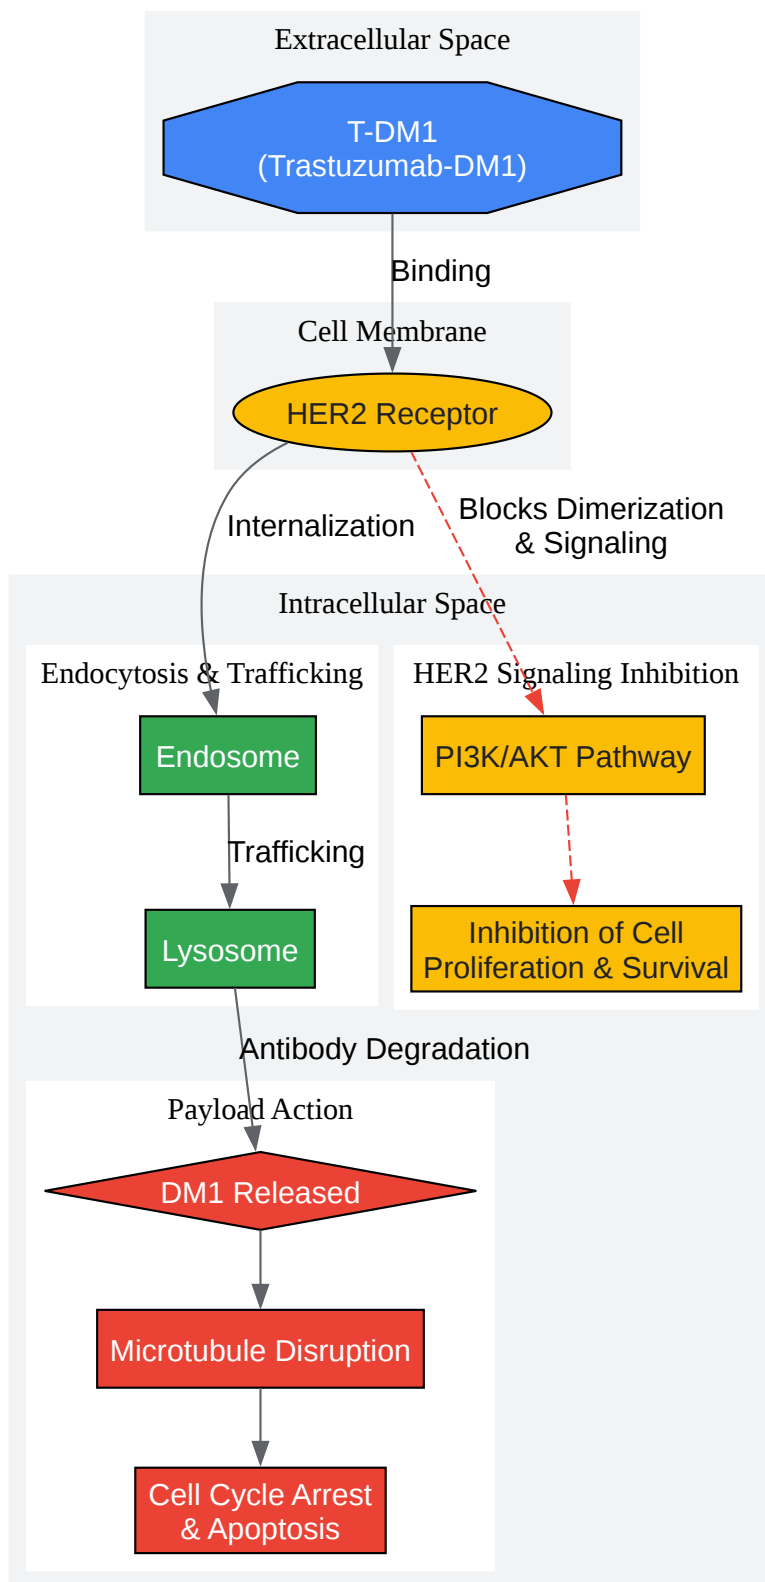 Extracellular Space
T-DM1
(Trastuzumab-DM1)
Binding
Cell Membrane
HER2 Receptor
Internalization
Blocks Dimerization
& Signaling
Intracellular Space
Endocytosis & Trafficking
HER2 Signaling Inhibition
Endosome
PI3K/AKT Pathway
Trafficking
Lysosome
Inhibition of Cell
Proliferation & Survival
Antibody Degradation
Payload Action
DM1 Released
Microtubule Disruption
Cell Cycle Arrest
& Apoptosis